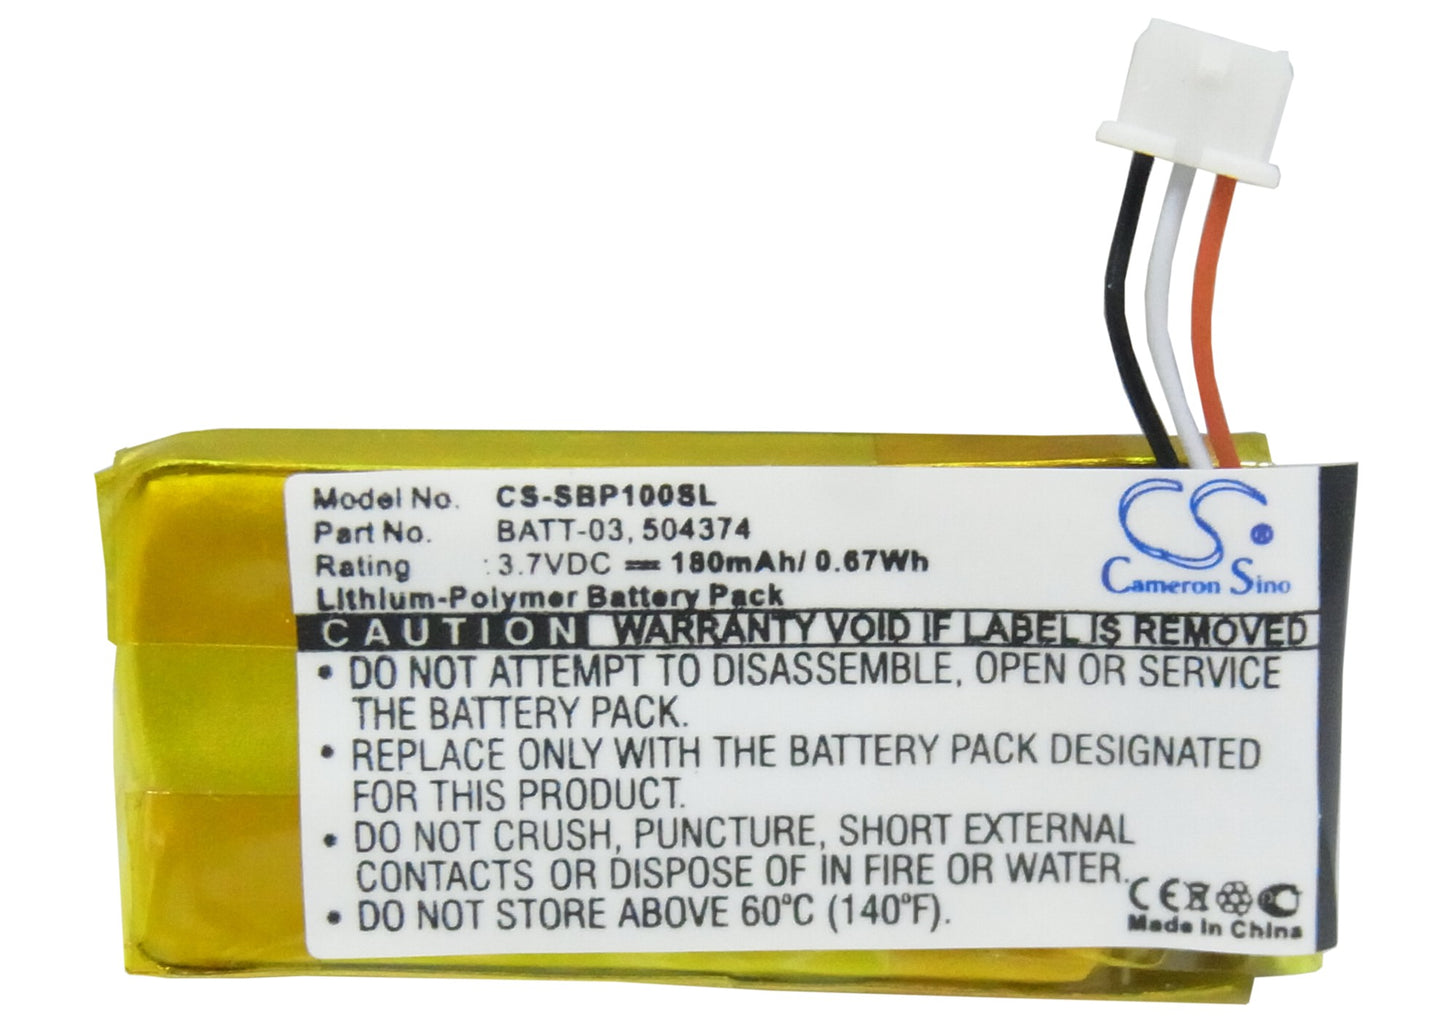 Model No. CS-SBP100SL
Part No. BATT-03, 504374
Rating : 3.7VDC 180mAh/ 0.67Wh
Lithium-Polymer Battery Pack
CS ®
Cameron Sino
CAUTION WARRANTY VOID IF LABEL IS REMOVED
• DO NOT ATTEMPT TO DISASSEMBLE, OPEN OR SERVICE
THE BATTERY PACK.
• REPLACE ONLY WITH THE BATTERY PACK DESIGNATED
FOR THIS PRODUCT.
• DO NOT CRUSH, PUNCTURE, SHORT EXTERNAL
CONTACTS OR DISPOSE OF IN FIRE OR WATER.
• DO NOT STORE ABOVE 60°C (140°F).
CE
Made in China